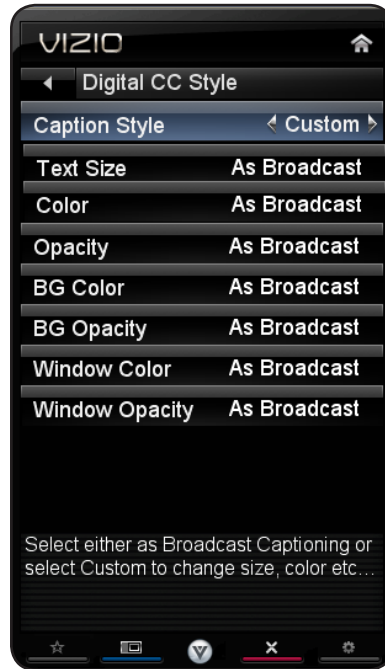 VIZIO
Digital CC Style
Caption Style Custom
Text Size As Broadcast
Color As Broadcast
Opacity As Broadcast
BG Color As Broadcast
BG Opacity As Broadcast
Window Color As Broadcast
Window Opacity As Broadcast
Select either as Broadcast Captioning or
select Custom to change size, color etc...
V